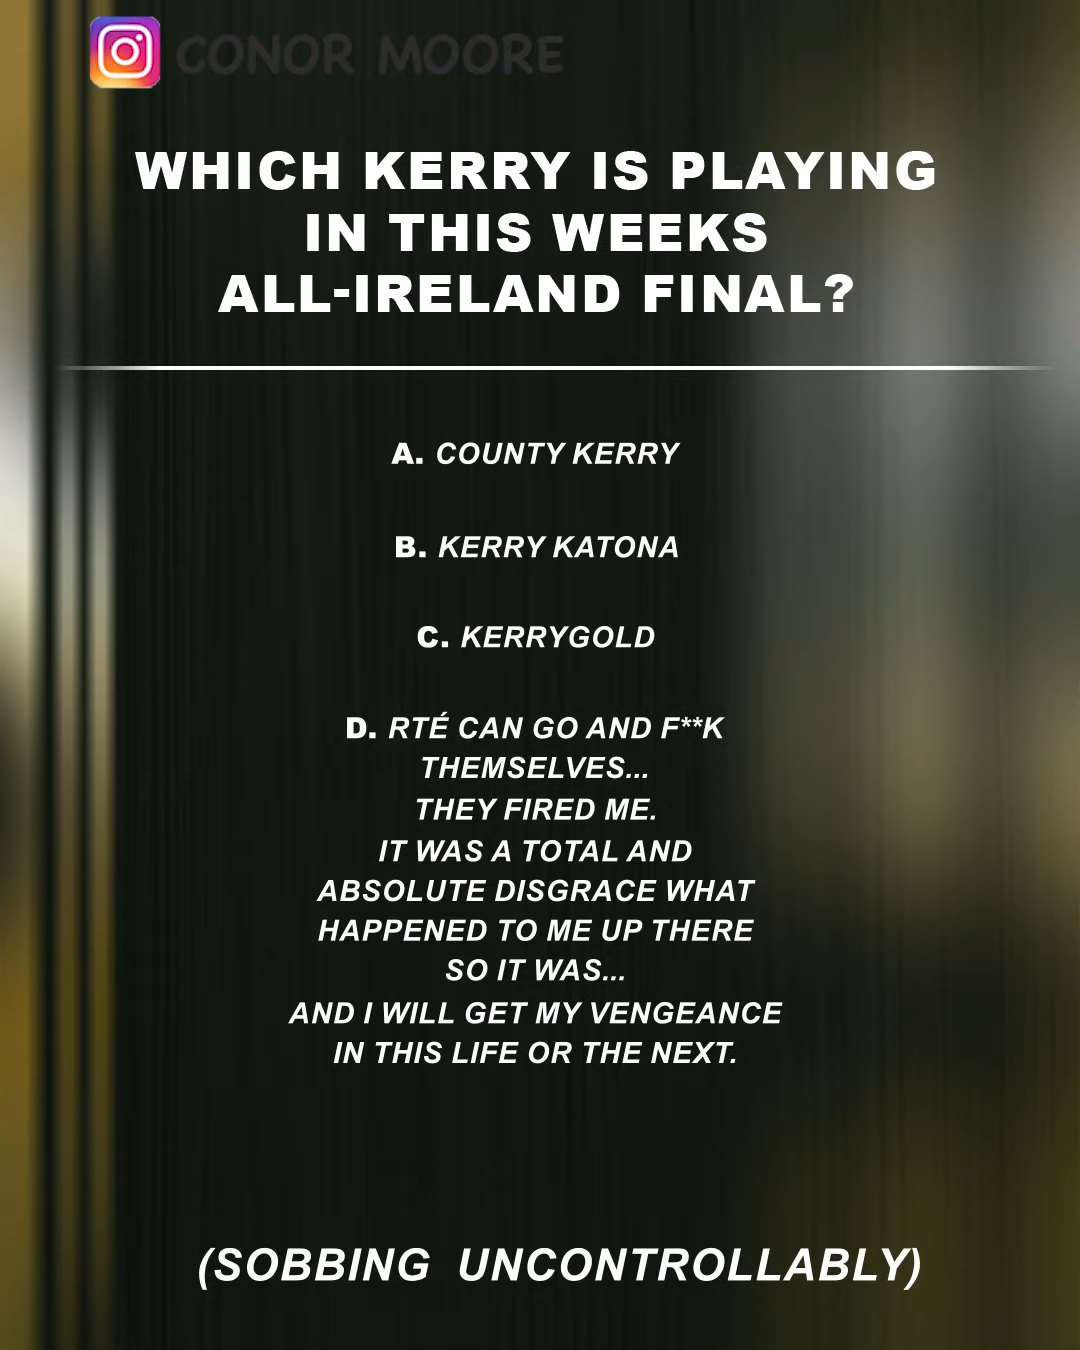 CONOR MOORE
WHICH KERRY IS PLAYING
IN THIS WEEKS
ALL-IRELAND FINAL?
A. COUNTY KERRY
B. KERRY KATONA
C. KERRYGOLD
D. RTÉ CAN GO AND F**K
THEMSELVES...
THEY FIRED ME.
IT WAS A TOTAL AND
ABSOLUTE DISGRACE WHAT
HAPPENED TO ME UP THERE
SO IT WAS...
AND I WILL GET MY VENGEANCE
IN THIS LIFE OR THE NEXT.
(SOBBING UNCONTROLLABLY)